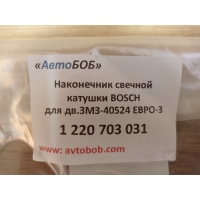 «АвтоБОБ»
Наконечник свечной
катушки BOSCH
для дв.ЗМЗ-40524 ЕВРО-3
1 220 703 031
www: avtobob.com